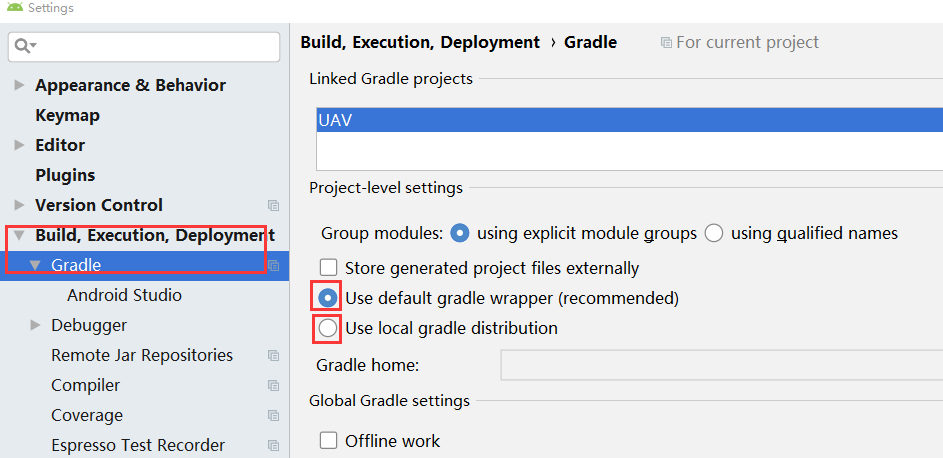 Settings
Appearance & Behavior
Keymap
Editor
Plugins
Version Control
Build, Execution, Deployment
Gradle
Android Studio
Debugger
Remote Jar Repositories
Compiler
Coverage
Espresso Test Recorder
Build, Execution, Deployment › Gradle
For current project
Linked Gradle projects
UAV
Project-level settings
Group modules: using explicit module groups using qualified names
Store generated project files externally
Use default gradle wrapper (recommended)
Use local gradle distribution
Gradle home:
Global Gradle settings
Offline work